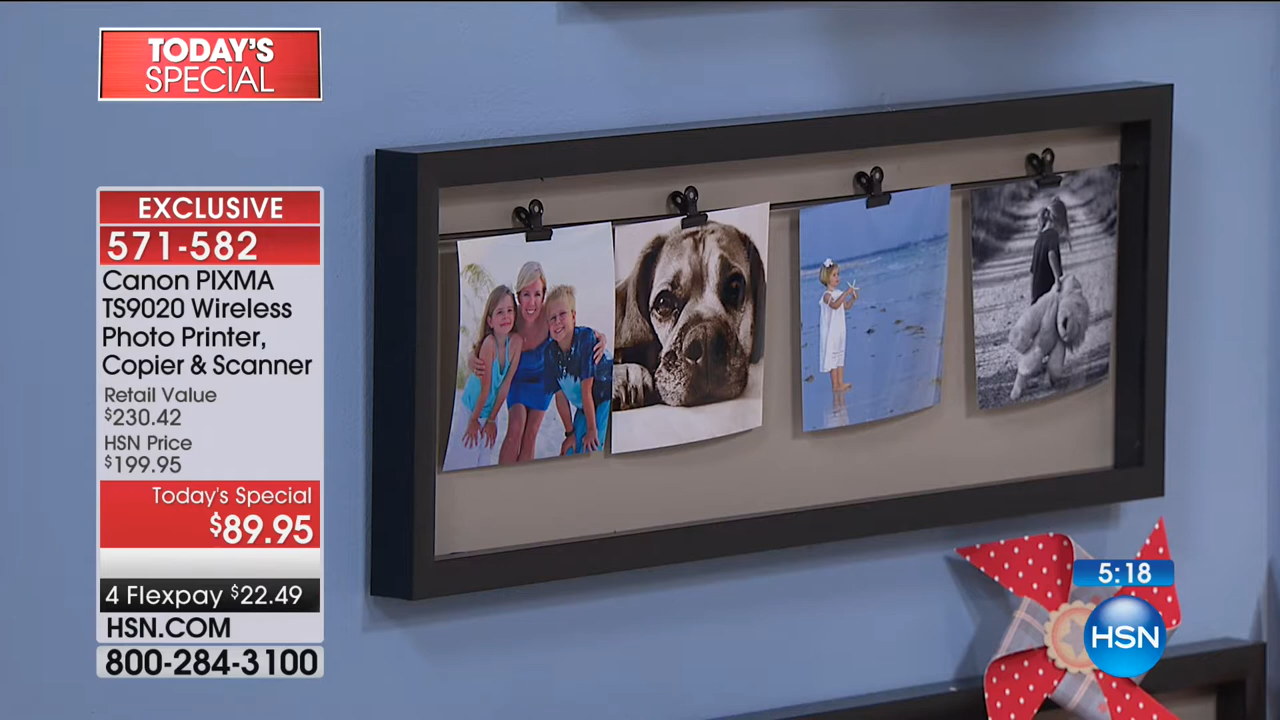 TODAY'S
SPECIAL
EXCLUSIVE
571-582
Canon PIXMA
TS9020 Wireless
Photo Printer,
Copier & Scanner
Retail Value
$230.42
HSN Price
$199.95
Today's Special
$89.95
4 Flexpay $22.49
HSN.COM
800-284-3100
5:18
HSN